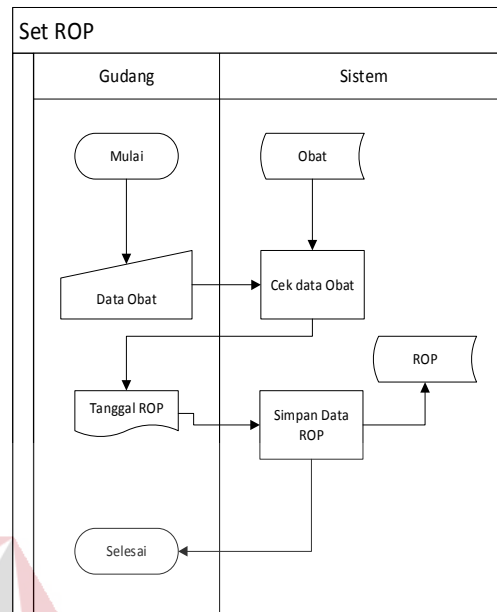 Set ROP
Gudang
Sistem
Mulai
Obat
Data Obat
Cek data Obat
Tanggal ROP
Simpan Data
ROP
ROP
Selesai